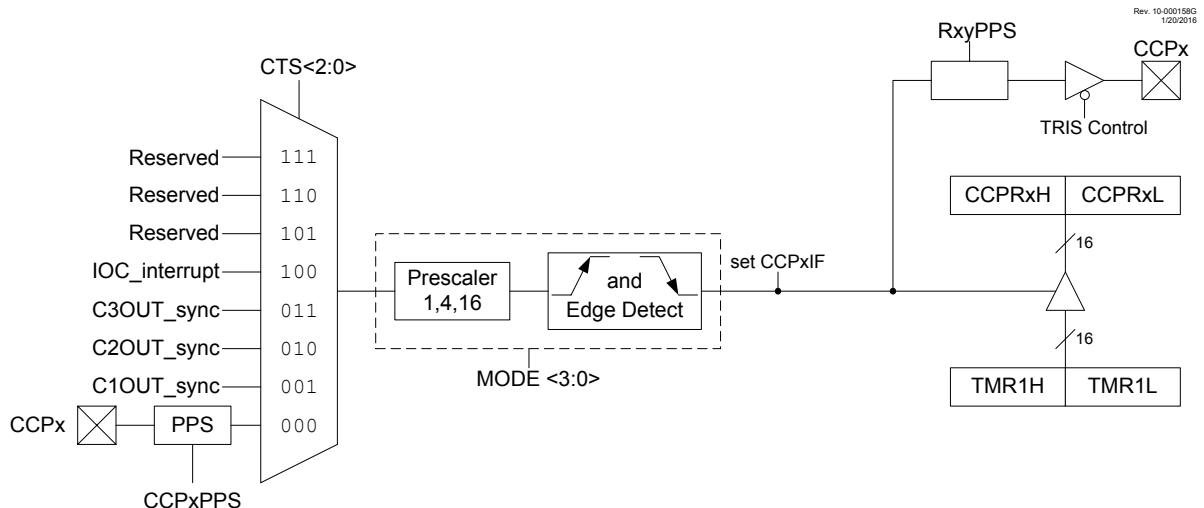 Rev. 10-000158G
1/20/2016
RxyPPS
CCPx
CTS<2:0>
TRIS Control
Reserved 111
Reserved 110
CCPRxH CCPRxL
Reserved 101
16
IOC_interrupt 100
set CCPxIF
Prescaler
1,4,16
and
Edge Detect
C3OUT_sync 011
C2OUT_sync 010
16
MODE <3:0>
C1OUT_sync 001
TMR1H TMR1L
CCPx PPS 000
CCPxPPS